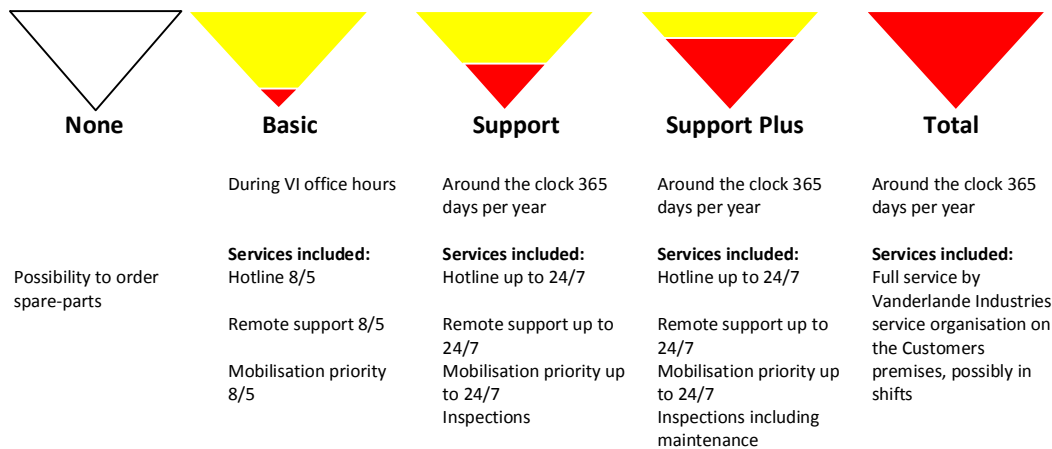 None
Basic
Support
Support Plus
Total
Possibility to order
spare-parts
During VI office hours
Services included:
Hotline 8/5
Remote support 8/5
Mobilisation priority
8/5
Around the clock 365
days per year
Services included:
Hotline up to 24/7
Remote support up to
24/7
Mobilisation priority up
to 24/7
Inspections
Around the clock 365
days per year
Services included:
Hotline up to 24/7
Remote support up to
24/7
Mobilisation priority up
to 24/7
Inspections including
maintenance
Around the clock 365
days per year
Services included:
Full service by
Vanderlande Industries
service organisation on
the Customers
premises, possibly in
shifts